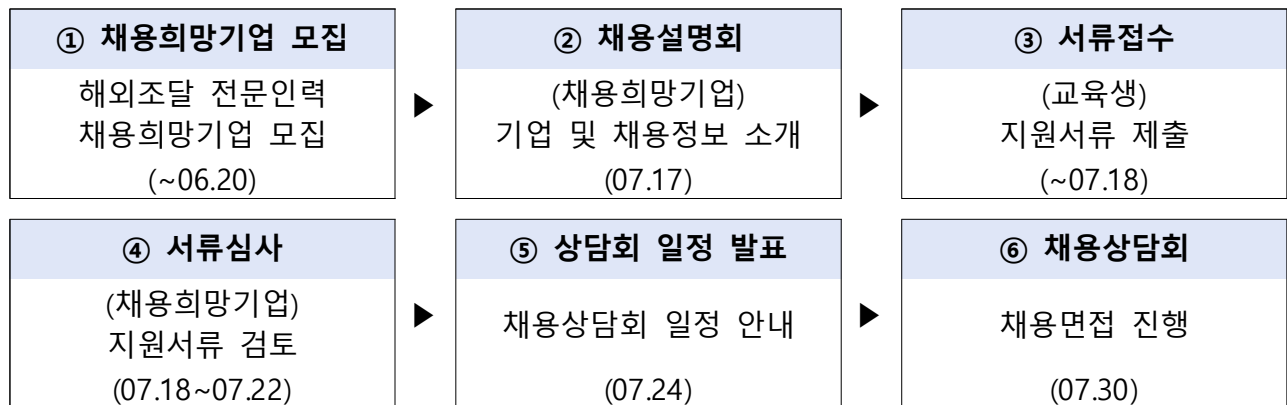 ① 채용희망기업 모집
해외조달 전문인력
채용희망기업 모집
(~06.20)
▶
② 채용설명회
(채용희망기업)
기업 및 채용정보 소개
(07.17)
▶
③ 서류접수
(교육생)
지원서류 제출
(~07.18)
④ 서류심사
(채용희망기업)
지원서류 검토
(07.18~07.22)
▶
⑤ 상담회 일정 발표
채용상담회 일정 안내
(07.24)
▶
⑥ 채용상담회
채용면접 진행
(07.30)